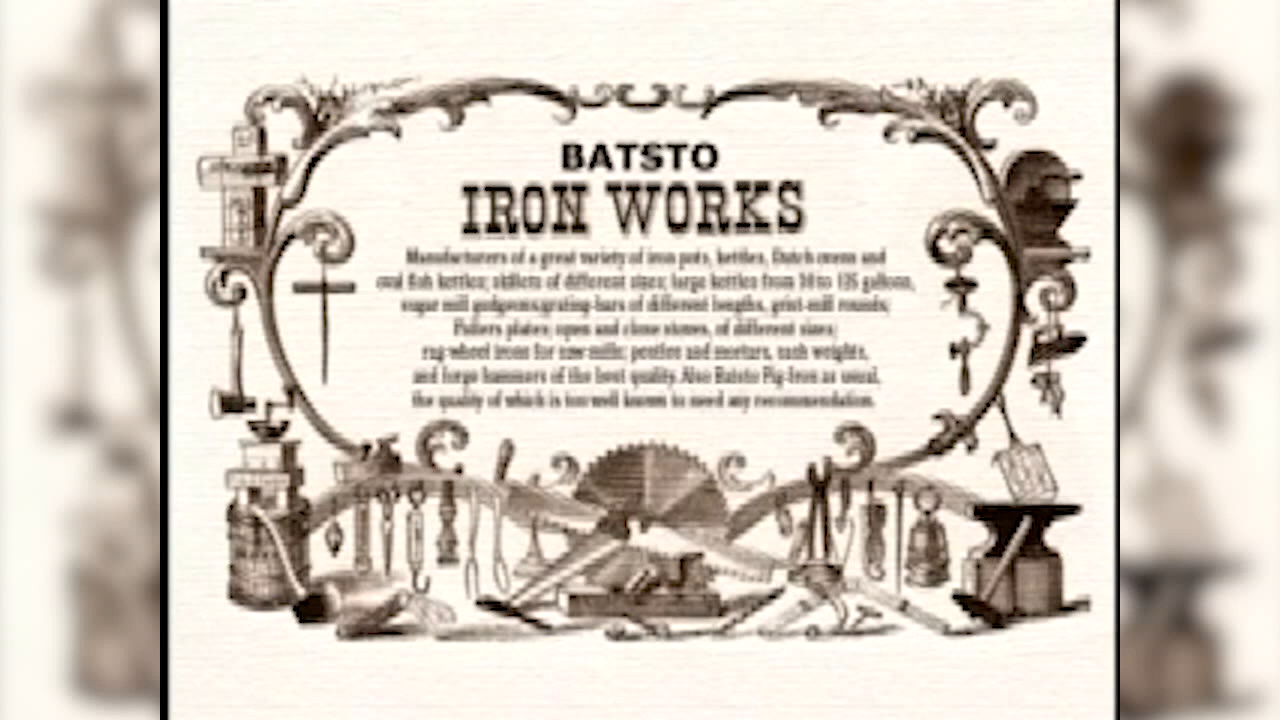 BATSTO
IRON WORKS
Manufacturers of a great variety of iron pots, kettles, Dutch ovens and
oval fish kettles; skillets of different sizes; large kettles from to 125 gallons,
sugar mill gudgeons; grating-bars of different lengths, grist-mill rounds;
Fullers plates; open and close stoves, of different sizes;
rag-wheel irons for saw-mills; pestles and mortars, sash weights,
and forge hammers of the best quality. Also Batsto Pig-Iron as usual,
the quality of which is too well known to need any recommendation.